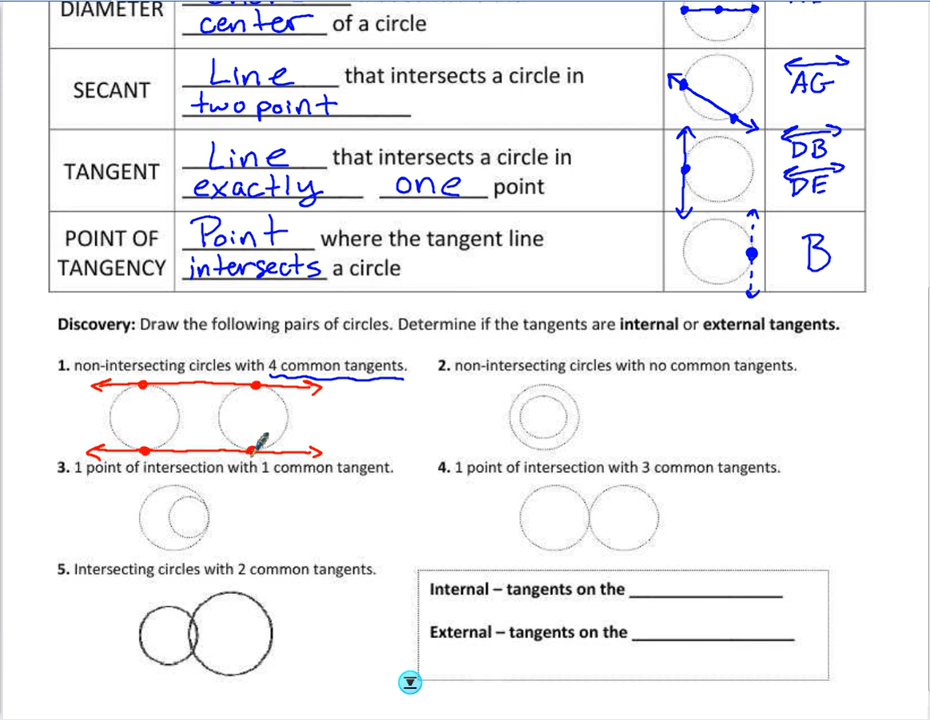 DIAMETER
center of a circle
SECANT
Line that intersects a circle in
two point
AG
TANGENT
Line that intersects a circle in
exactly one point
DB
DE
POINT OF
TANGENCY
Point where the tangent line
intersects a circle
B
Discovery: Draw the following pairs of circles. Determine if the tangents are internal or external tangents.
1. non-intersecting circles with 4 common tangents.
2. non-intersecting circles with no common tangents.
3. 1 point of intersection with 1 common tangent.
4. 1 point of intersection with 3 common tangents.
5. Intersecting circles with 2 common tangents.
Internal – tangents on the
External – tangents on the